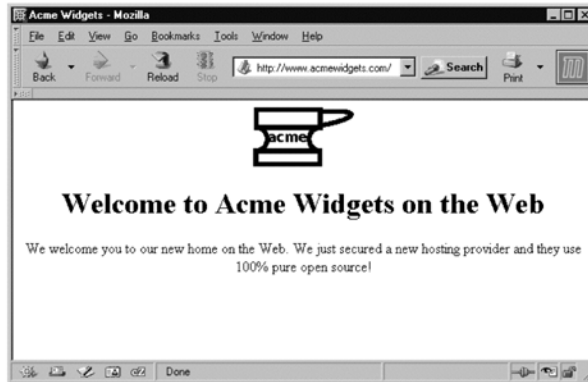 Acme Widgets - Mozilla
File Edit View Go Bookmarks Tools Window Help
http://www.acmewidgets.com/ Search
Back Forward Reload Stop Print
acme
Welcome to Acme Widgets on the Web
We welcome you to our new home on the Web. We just secured a new hosting provider and they use
100% pure open source!
Done